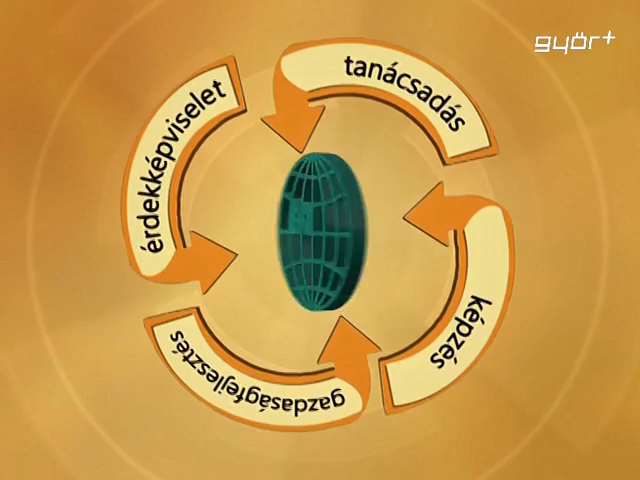 győr+
tanácsadás
érdekképviselet
képzés
gazdaságfejlesztés